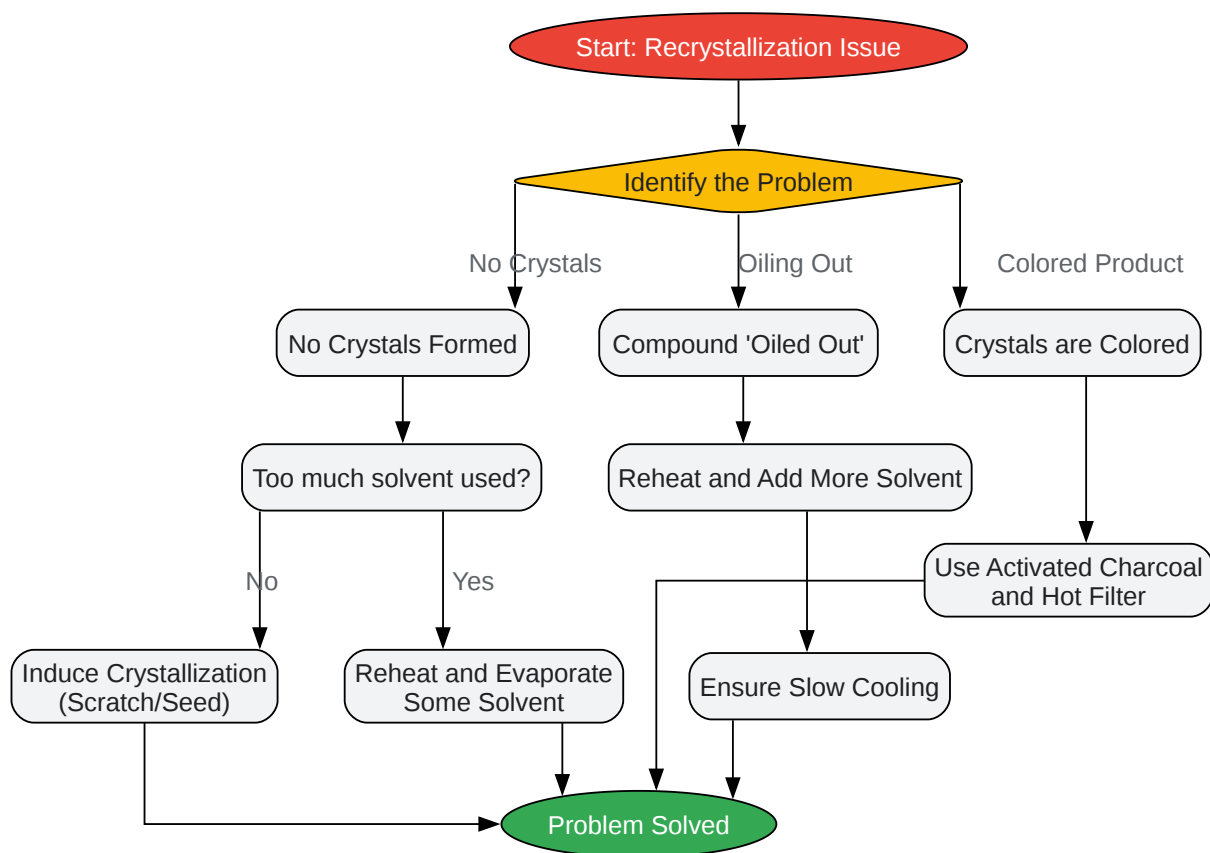 Start: Recrystallization Issue
Identify the Problem
No Crystals
Oiling Out
Colored Product
No Crystals Formed
Compound 'Oiled Out'
Crystals are Colored
Too much solvent used?
Reheat and Add More Solvent
No
Yes
Use Activated Charcoal
and Hot Filter
Induce Crystallization
(Scratch/Seed)
Reheat and Evaporate
Some Solvent
Ensure Slow Cooling
Problem Solved